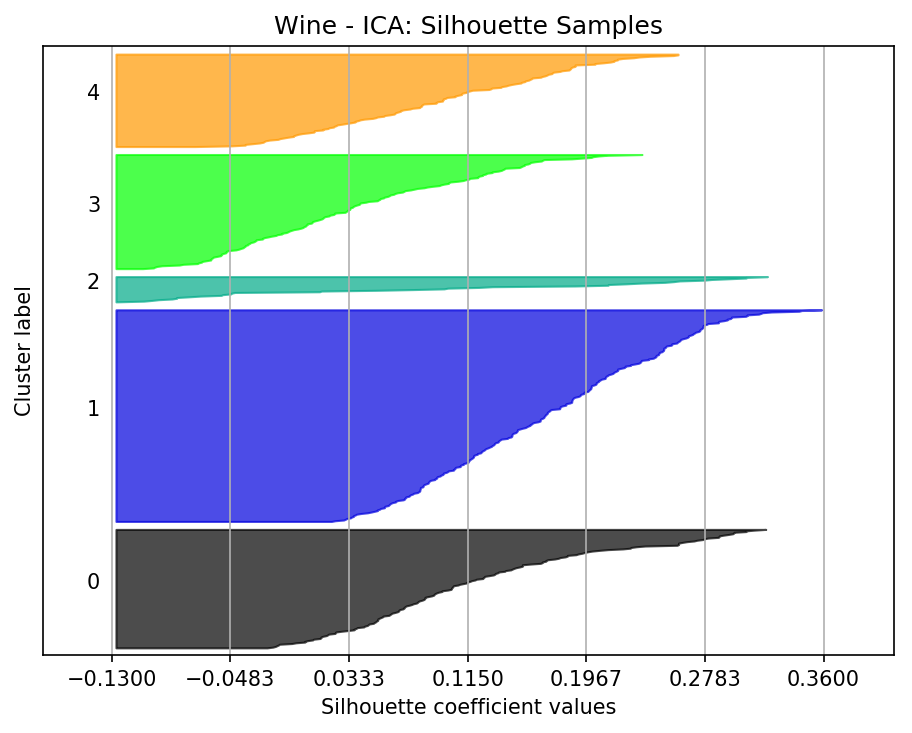 Wine - ICA: Silhouette Samples
4
3
2
1
0
Cluster label
−0.1300 −0.0483 0.0333 0.1150 0.1967 0.2783 0.3600
Silhouette coefficient values